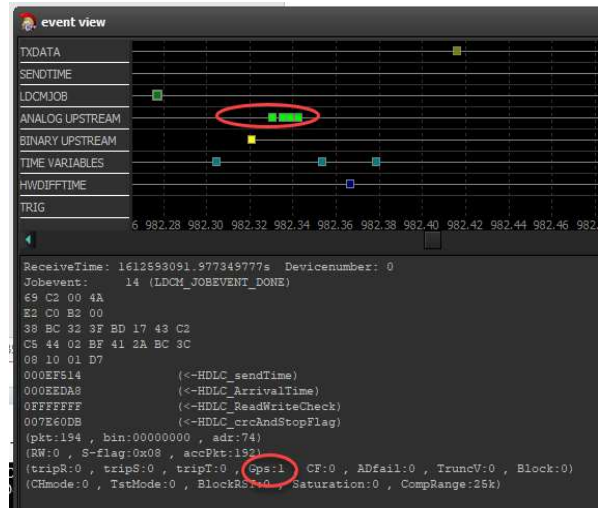 event view
TXDATA
SENDTIME
LDCMJOB
ANALOG UPSTREAM
BINARY UPSTREAM
TIME VARIABLES
HWDIFFTIME
TRIG
6 982.28 982.30 982.32 982.34 982.36 982.38 982.40 982.42 982.44 982.46 982.
ReceiveTime: 1612593091.977349777s Devicenumber: 0
Jobevent: 14 (LDCM_JOBEVENT_DONE)
69 C2 00 4A
E2 C0 B2 00
38 BC 32 3F BD 17 43 C2
C5 44 02 BF 41 2A BC 3C
08 10 01 D7
000EF514 (<-HDLC_sendTime)
000EEDA8 (<-HDLC_ArrivalTime)
0FFFFFFF (<-HDLC_ReadWriteCheck)
007E60DB (<-HDLC_crcAndStopFlag)
(pkt:194 , bin:00000000 , adr:74)
(RW:0 , S-flag:0x08 , accPkt:192)
(tripR:0 , tripS:0 , tripT:0 , Gps:1 , CF:0 , ADfail:0 , TruncV:0 , Block:0)
(CHmode:0 , TstMode:0 , BlockRST:0 , Saturation:0 , CompRange:25k)